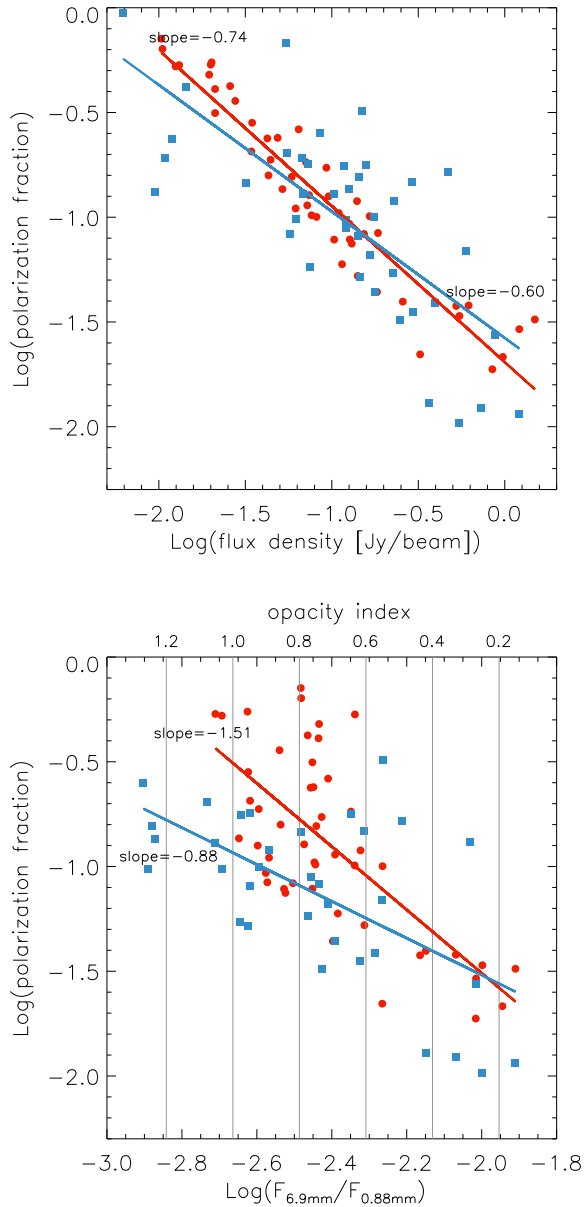 0.0
slope=−0.74
−0.5
−1.0
slope=−0.60
−1.5
−2.0
Log(polarization fraction)
−2.0 −1.5 −1.0 −0.5 0.0
Log(flux density [Jy/beam])
opacity index
1.2 1.0 0.8 0.6 0.4 0.2
0.0
slope=−1.51
−0.5
slope=−0.88
−1.0
−1.5
−2.0
Log(polarization fraction)
−3.0 −2.8 −2.6 −2.4 −2.2 −2.0 −1.8
Log(F6.9mm/F0.88mm)